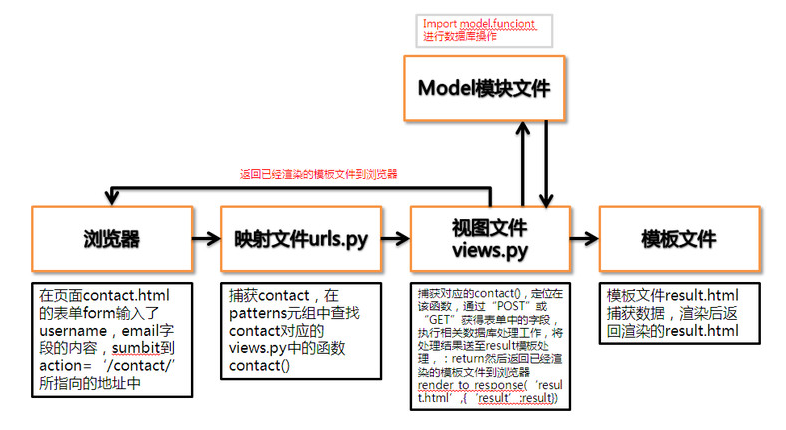 Import model.funciont
进行数据库操作
Model模块文件
返回已经渲染的模板文件到浏览器
浏览器
映射文件urls.py
视图文件
views.py
模板文件
在页面contact.html
的表单form输入了
username，email字
段的内容，sumbit到
action=‘/contact/’
所指向的地址中
捕获contact，在
patterns元组中查找
contact对应的
views.py中的函数
contact()
捕获对应的contact()，定位在
该函数，通过“POST”或
“GET”获得表单中的字段，
执行相关数据库处理工作，将
处理结果送至result模板处
理，：return然后返回已经渲
染的模板文件到浏览器
render_to_response(‘resul
t.html’,{‘result’:result})
模板文件result.html
捕获数据，渲染后返
回渲染的result.html